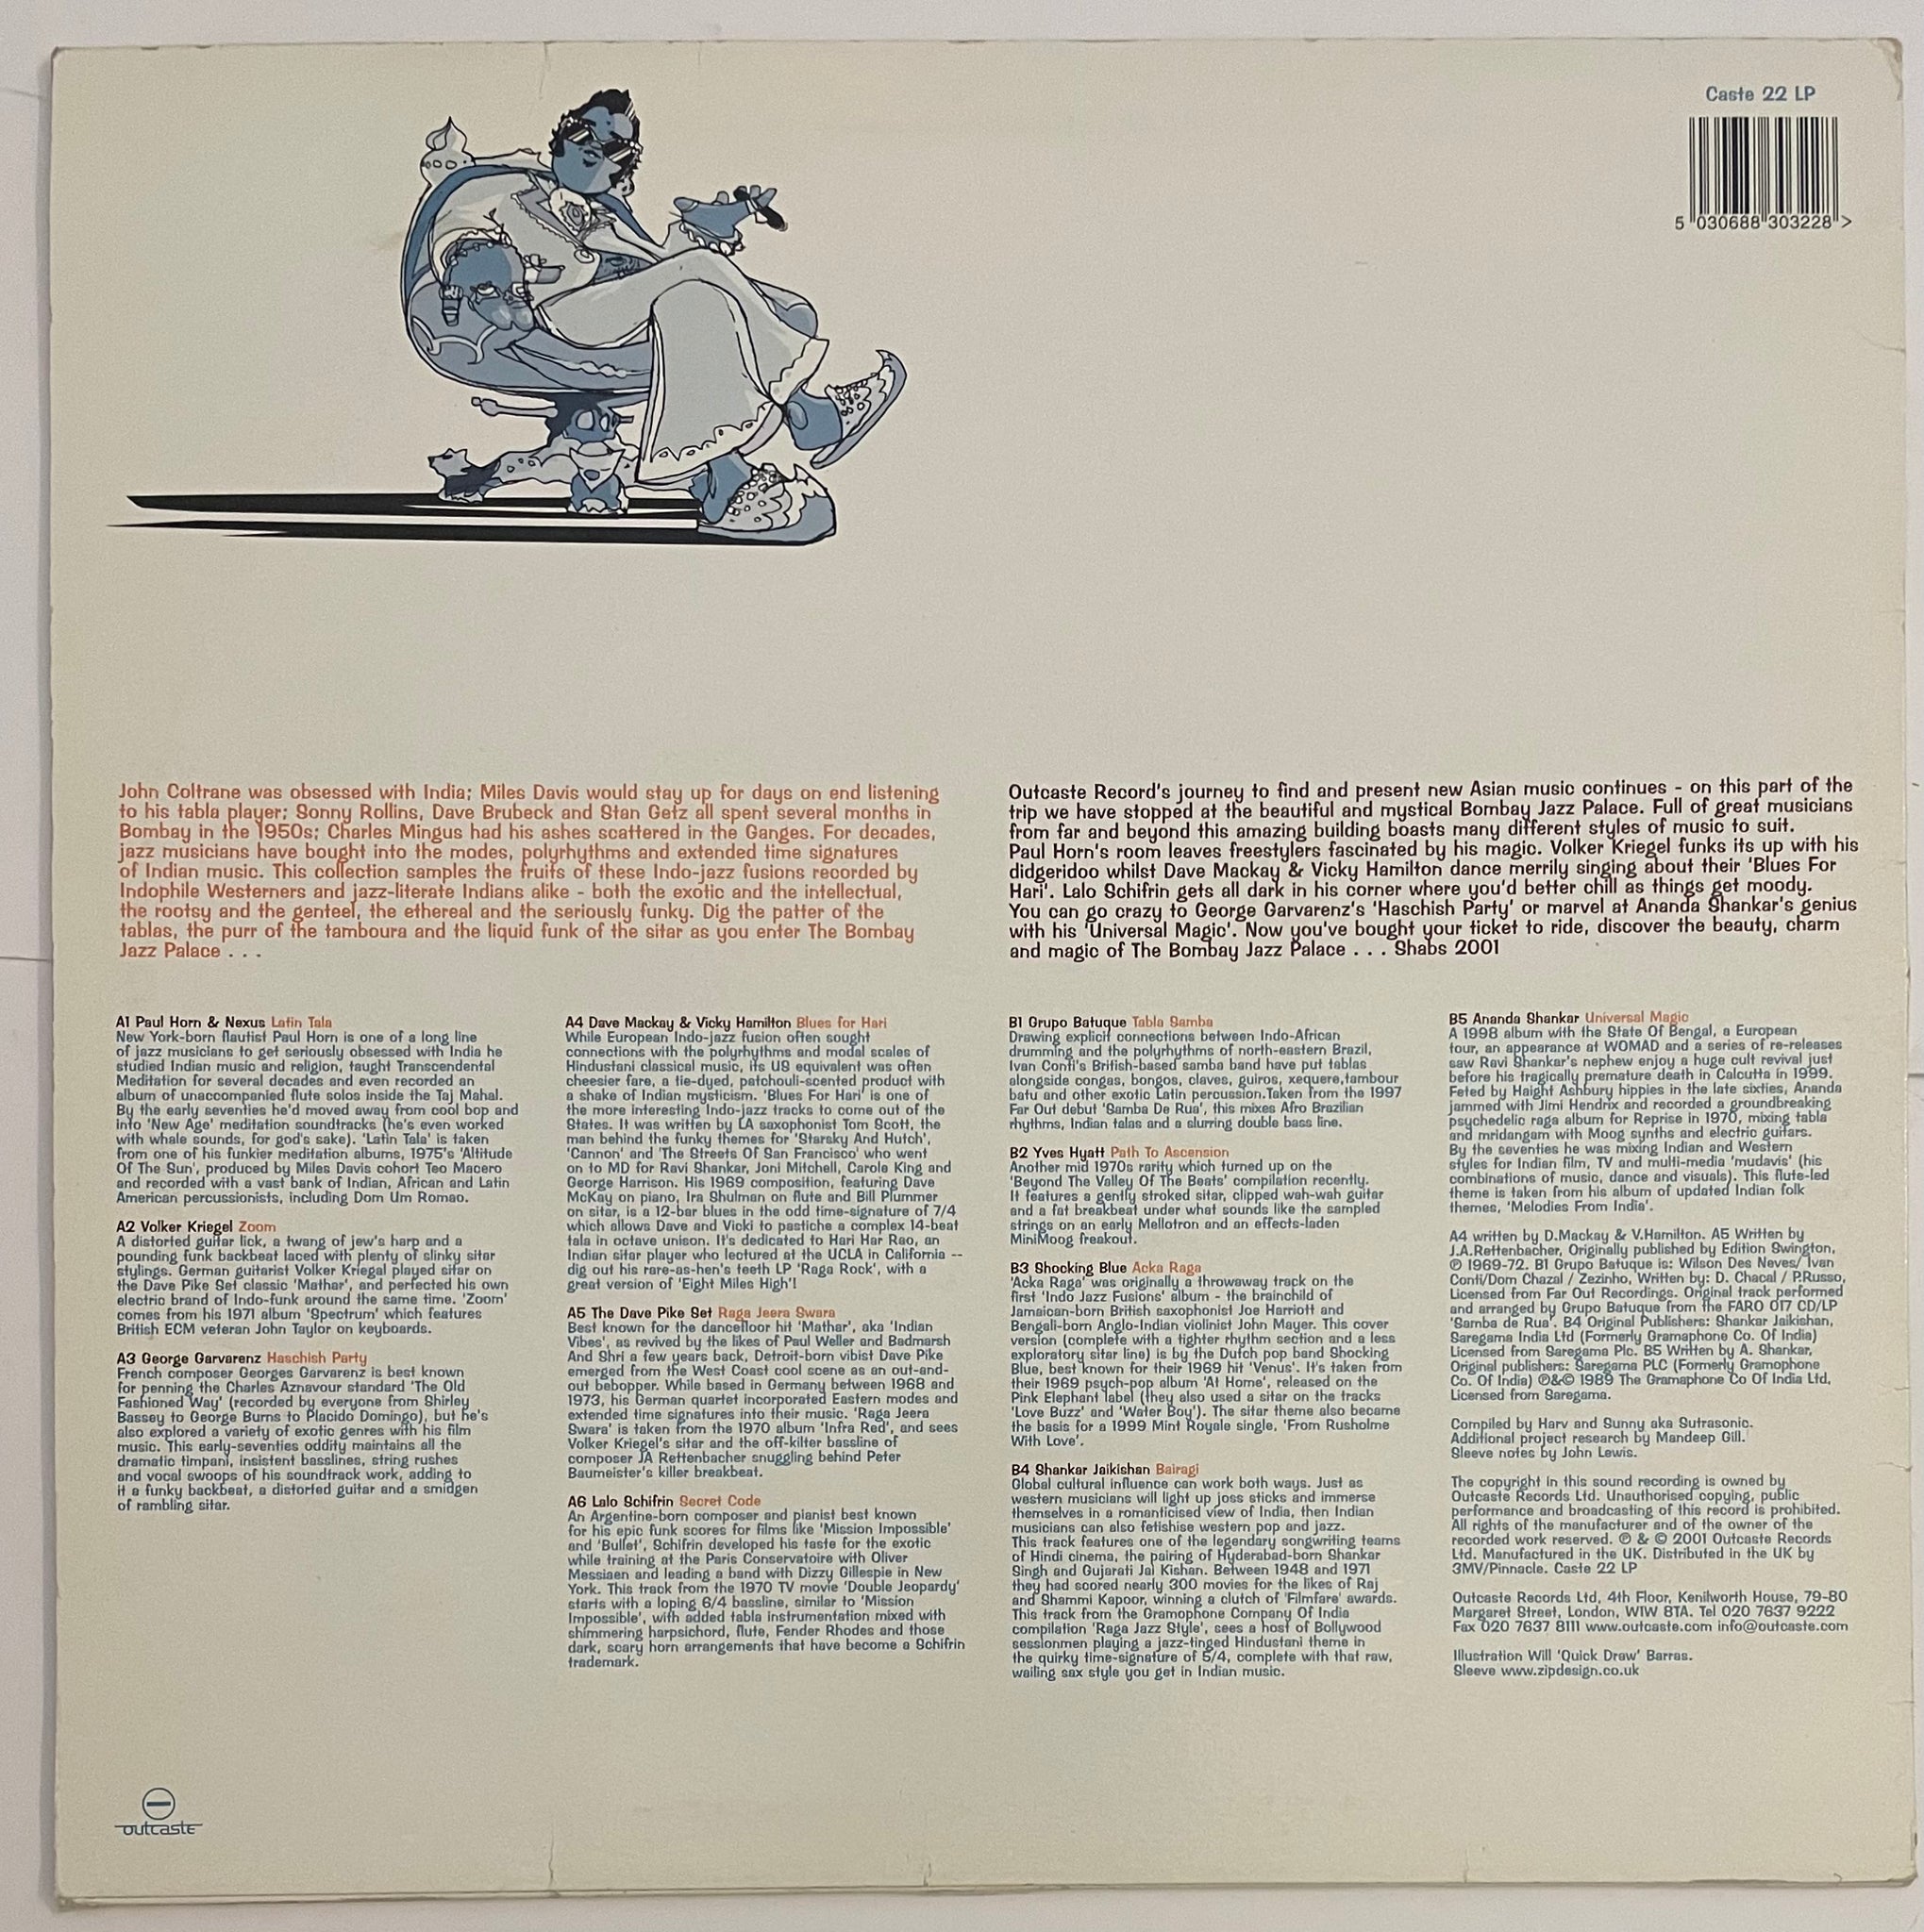 Caste 22 LP
5 030688 303228 >
John Coltrane was obsessed with India; Miles Davis would stay up for days on end listening
to his tabla player; Sonny Rollins, Dave Brubeck and Stan Getz all spent several months in
Bombay in the 1950s; Charles Mingus had his ashes scattered in the Ganges. For decades,
jazz musicians have bought into the modes, polyrhythms and extended time signatures
of Indian music. This collection samples the fruits of these Indo-jazz fusions recorded by
Indophile Westerners and jazz-literate Indians alike - both the exotic and the intellectual,
the rootsy and the genteel, the ethereal and the seriously funky. Dig the patter of the
tablas, the purr of the tamboura and the liquid funk of the sitar as you enter The Bombay
Jazz Palace . . .
Outcaste Record's journey to find and present new Asian music continues - on this part of the
trip we have stopped at the beautiful and mystical Bombay Jazz Palace. Full of great musicians
from far and beyond this amazing building boasts many different styles of music to suit.
Paul Horn's room leaves freestylers fascinated by his magic. Volker Kriegel funks its up with his
didgeridoo whilst Dave Mackay & Vicky Hamilton dance merrily singing about their 'Blues For
Hari'. Lalo Schifrin gets all dark in his corner where you'd better chill as things get moody.
You can go crazy to George Garvarenz's 'Haschish Party' or marvel at Ananda Shankar's genius
with his 'Universal Magic'. Now you've bought your ticket to ride, discover the beauty, charm
and magic of The Bombay Jazz Palace . . . Shabs 2001
A1 Paul Horn & Nexus Latin Tala
New York-born flautist Paul Horn is one of a long line
of jazz musicians to get seriously obsessed with India he
studied Indian music and religion, taught Transcendental
Meditation for several decades and even recorded an
album of unaccompanied flute solos inside the Taj Mahal.
By the early seventies he'd moved away from cool bop and
into 'New Age' meditation soundtracks (he's even worked
with whale sounds, for god's sake). 'Latin Tala' is taken
from one of his funkier meditation albums, 1975's 'Altitude
Of The Sun', produced by Miles Davis cohort Teo Macero
and recorded with a vast bank of Indian, African and Latin
American percussionists, including Dom Um Romao.
A2 Volker Kriegel Zoom
A distorted guitar lick, a twang of jew's harp and a
pounding funk backbeat laced with plenty of slinky sitar
stylings. German guitarist Volker Kriegal played sitar on
the Dave Pike Set classic 'Mathar', and perfected his own
electric brand of Indo-funk around the same time. 'Zoom'
comes from his 1971 album 'Spectrum' which features
British ECM veteran John Taylor on keyboards.
A3 George Garvarenz Haschish Party
French composer Georges Garvarenz is best known
for penning the Charles Aznavour standard 'The Old
Fashioned Way' (recorded by everyone from Shirley
Bassey to George Burns to Placido Domingo), but he's
also explored a variety of exotic genres with his film
music. This early-seventies oddity maintains all the
dramatic timpani, insistent basslines, string rushes
and vocal swoops of his soundtrack work, adding to
it a funky backbeat, a distorted guitar and a smidgen
of rambling sitar.
A4 Dave Mackay & Vicky Hamilton Blues for Hari
While European Indo-jazz fusion often sought
connections with the polyrhythms and modal scales of
Hindustani classical music, its US equivalent was often
cheesier fare, a tie-dyed, patchouli-scented product with
a shake of Indian mysticism. 'Blues For Hari' is one of
the more interesting Indo-jazz tracks to come out of the
States. It was written by LA saxophonist Tom Scott, the
man behind the funky themes for 'Starsky And Hutch',
'Cannon' and 'The Streets Of San Francisco' who went
on to MD for Ravi Shankar, Joni Mitchell, Carole King and
George Harrison. His 1969 composition, featuring Dave
McKay on piano, Ira Shulman on flute and Bill Plummer
on sitar, is a 12-bar blues in the odd time-signature of 7/4
which allows Dave and Vicki to pastiche a complex 14-beat
tala in octave unison. It's dedicated to Hari Har Rao, an
Indian sitar player who lectured at the UCLA in California --
dig out his rare-as-hen's teeth LP 'Raga Rock', with a
great version of 'Eight Miles High'!
A5 The Dave Pike Set Raga Jeera Swara
Best known for the dancefloor hit 'Mathar', aka 'Indian
Vibes', as revived by the likes of Paul Weller and Badmarsh
And Shri a few years back, Detroit-born vibist Dave Pike
emerged from the West Coast cool scene as an out-and-
out bebopper. While based in Germany between 1968 and
1973, his German quartet incorporated Eastern modes and
extended time signatures into their music. 'Raga Jeera
Swara' is taken from the 1970 album 'Infra Red', and sees
Volker Kriegel's sitar and the off-kilter bassline of
composer JA Rettenbacher snuggling behind Peter
Baumeister's killer breakbeat.
A6 Lalo Schifrin Secret Code
An Argentine-born composer and pianist best known
for his epic funk scores for films like 'Mission Impossible'
and 'Bullet', Schifrin developed his taste for the exotic
while training at the Paris Conservatoire with Oliver
Messiaen and leading a band with Dizzy Gillespie in New
York. This track from the 1970 TV movie 'Double Jeopardy'
starts with a loping 6/4 bassline, similar to 'Mission
Impossible', with added tabla instrumentation mixed with
shimmering harpsichord, flute, Fender Rhodes and those
dark, scary horn arrangements that have become a Schifrin
trademark.
B1 Grupo Batuque Tabla Samba
Drawing explicit connections between Indo-African
drumming and the polyrhythms of north-eastern Brazil,
Ivan Conti's British-based samba band have put tablas
alongside congas, bongos, claves, guiros, xequere,tambour
batu and other exotic Latin percussion.Taken from the 1997
Far Out debut 'Samba De Rua', this mixes Afro Brazilian
rhythms, Indian talas and a slurring double bass line.
B2 Yves Hyatt Path To Ascension
Another mid 1970s rarity which turned up on the
'Beyond The Valley Of The Beats' compilation recently.
It features a gently stroked sitar, clipped wah-wah guitar
and a fat breakbeat under what sounds like the sampled
strings on an early Mellotron and an effects-laden
MiniMoog freakout.
B3 Shocking Blue Acka Raga
'Acka Raga' was originally a throwaway track on the
first 'Indo Jazz Fusions' album - the brainchild of
Jamaican-born British saxophonist Joe Harriott and
Bengali-born Anglo-Indian violinist John Mayer. This cover
version (complete with a tighter rhythm section and a less
exploratory sitar line) is by the Dutch pop band Shocking
Blue, best known for their 1969 hit 'Venus'. It's taken from
their 1969 psych-pop album 'At Home', released on the
Pink Elephant label (they also used a sitar on the tracks
'Love Buzz' and 'Water Boy'). The sitar theme also became
the basis for a 1999 Mint Royale single, 'From Rusholme
With Love'.
B4 Shankar Jaikishan Bairagi
Global cultural influence can work both ways. Just as
western musicians will light up joss sticks and immerse
themselves in a romanticised view of India, then Indian
musicians can also fetishise western pop and jazz.
This track features one of the legendary songwriting teams
of Hindi cinema, the pairing of Hyderabad-born Shankar
Singh and Gujarati Jai Kishan. Between 1948 and 1971
they had scored nearly 300 movies for the likes of Raj
and Shammi Kapoor, winning a clutch of 'Filmfare' awards.
This track from the Gramophone Company Of India
compilation 'Raga Jazz Style', sees a host of Bollywood
sessionmen playing a jazz-tinged Hindustani theme in
the quirky time-signature of 5/4, complete with that raw,
wailing sax style you get in Indian music.
B5 Ananda Shankar Universal Magic
A 1998 album with the State Of Bengal, a European
tour, an appearance at WOMAD and a series of re-releases
saw Ravi Shankar's nephew enjoy a huge cult revival just
before his tragically premature death in Calcutta in 1999.
Feted by Haight Ashbury hippies in the late sixties, Ananda
jammed with Jimi Hendrix and recorded a groundbreaking
psychedelic raga album for Reprise in 1970, mixing tabla
and mridangam with Moog synths and electric guitars.
By the seventies he was mixing Indian and Western
styles for Indian film, TV and multi-media 'mudavis' (his
combinations of music, dance and visuals). This flute-led
theme is taken from his album of updated Indian folk
themes, 'Melodies From India'.
A4 written by D.Mackay & V.Hamilton. A5 Written by
J.A.Rettenbacher, Originally published by Edition Swington,
℗ 1969-72. B1 Grupo Batuque is: Wilson Des Neves/ Ivan
Conti/Dom Chazal / Zezinho, Written by: D. Chacal / P.Russo,
Licensed from Far Out Recordings. Original track performed
and arranged by Grupo Batuque from the FARO 017 CD/LP
'Samba de Rua'. B4 Original Publishers: Shankar Jaikishan,
Saregama India Ltd (Formerly Gramaphone Co. Of India)
Licensed from Saregama Plc. B5 Written by A. Shankar,
Original publishers: Saregama PLC (Formerly Gramophone
Co. Of India) ℗&© 1989 The Gramaphone Co Of India Ltd,
Licensed from Saregama.
Compiled by Harv and Sunny aka Sutrasonic.
Additional project research by Mandeep Gill.
Sleeve notes by John Lewis.
The copyright in this sound recording is owned by
Outcaste Records Ltd. Unauthorised copying, public
performance and broadcasting of this record is prohibited.
All rights of the manufacturer and of the owner of the
recorded work reserved. ℗ & © 2001 Outcaste Records
Ltd. Manufactured in the UK. Distributed in the UK by
3MV/Pinnacle. Caste 22 LP
Outcaste Records Ltd, 4th Floor, Kenilworth House, 79-80
Margaret Street, London, W1W 8TA. Tel 020 7637 9222
Fax 020 7637 8111 www.outcaste.com info@outcaste.com
Illustration Will 'Quick Draw' Barras.
Sleeve www.zipdesign.co.uk
outcaste